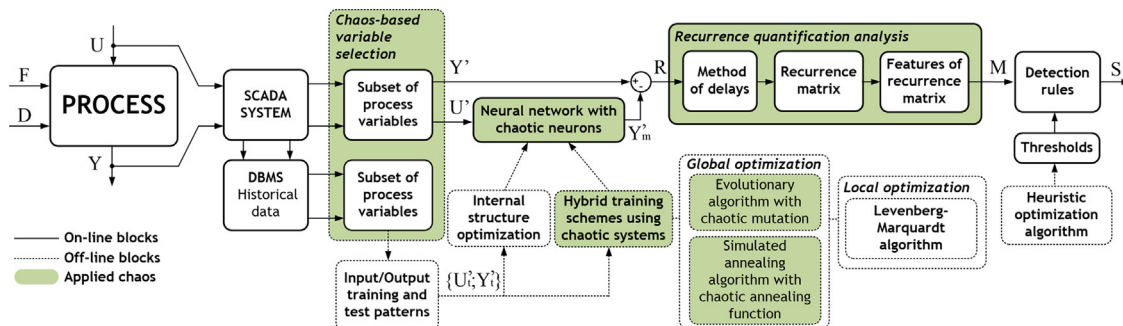 Chaos-based
variable
selection
U
F
D
PROCESS
Y
SCADA
SYSTEM
DBMS
Historical
data
Subset of
process
variables
Subset of
process
variables
Y'
U'
Neural network with
chaotic neurons
Y'm
+
-
R
Recurrence quantification analysis
Method
of delays
Recurrence
matrix
Features of
recurrence
matrix
M
Detection
rules
S
Thresholds
Heuristic
optimization
algorithm
Internal
structure
optimization
Hybrid training
schemes using
chaotic systems
Global optimization
Evolutionary
algorithm with
chaotic mutation
Simulated
annealing
algorithm with
chaotic annealing
function
Local optimization
Levenberg-
Marquardt
algorithm
Input/Output
training and
test patterns
{U't;Y't}
On-line blocks
Off-line blocks
Applied chaos